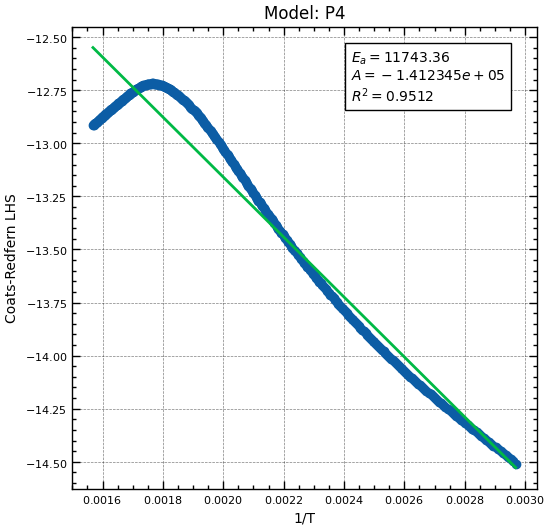 Model: P4
−12.50
−12.75
−13.00
−13.25
−13.50
−13.75
−14.00
−14.25
−14.50
Coats-Redfern LHS
E_a = 11743.36
A = −1.412345e + 05
R² = 0.9512
0.0016 0.0018 0.0020 0.0022 0.0024 0.0026 0.0028 0.0030
1/T